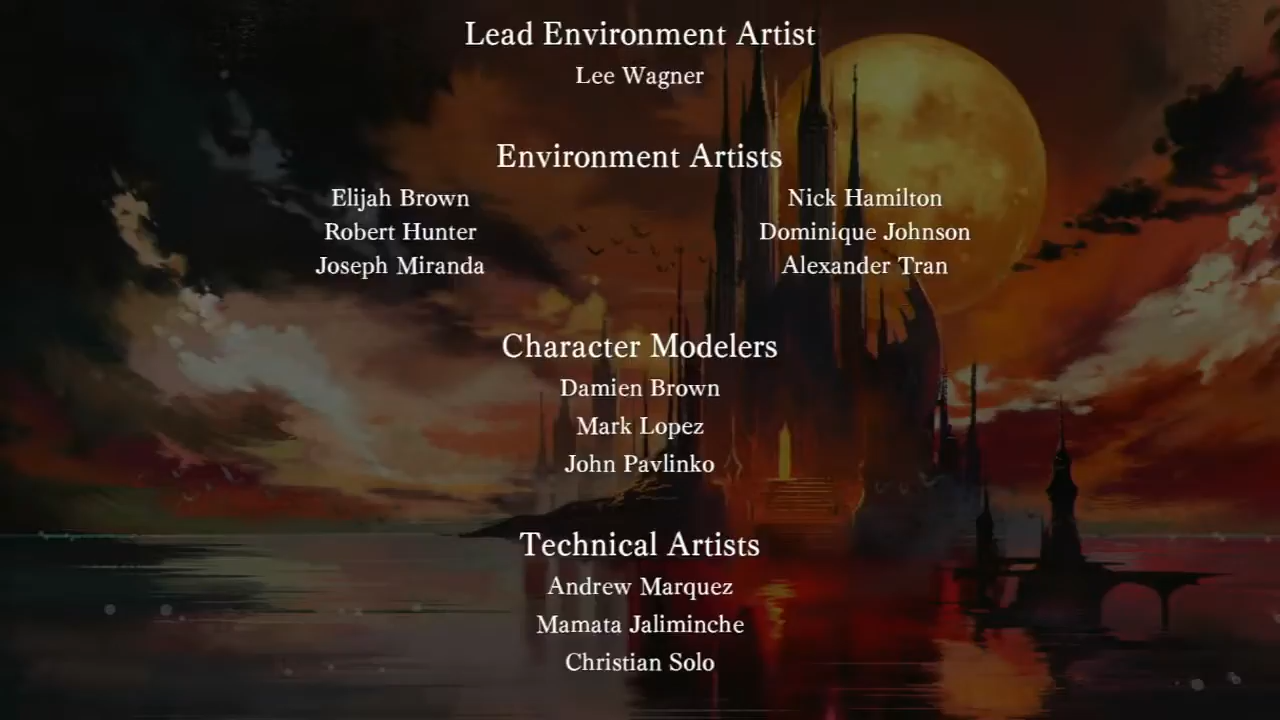 Lead Environment Artist
Lee Wagner
Environment Artists
Elijah Brown
Nick Hamilton
Robert Hunter
Dominique Johnson
Joseph Miranda
Alexander Tran
Character Modelers
Damien Brown
Mark Lopez
John Pavlinko
Technical Artists
Andrew Marquez
Mamata Jaliminche
Christian Solo